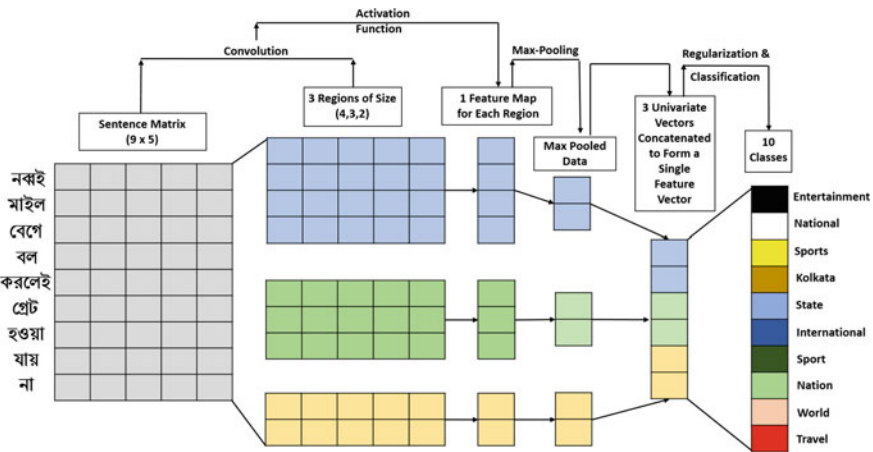 Activation
Function
Convolution
Max-Pooling
Regularization &
Classification
Sentence Matrix
(9 x 5)
3 Regions of Size
(4,3,2)
1 Feature Map
for Each Region
Max Pooled
Data
3 Univariate
Vectors
Concatenated
to Form a
Single
Feature
Vector
10
Classes
নব্বই
মাইল
বেগে
বল
করলেই
গ্রেট
হওয়া
যায়
না
Entertainment
National
Sports
Kolkata
State
International
Sport
Nation
World
Travel